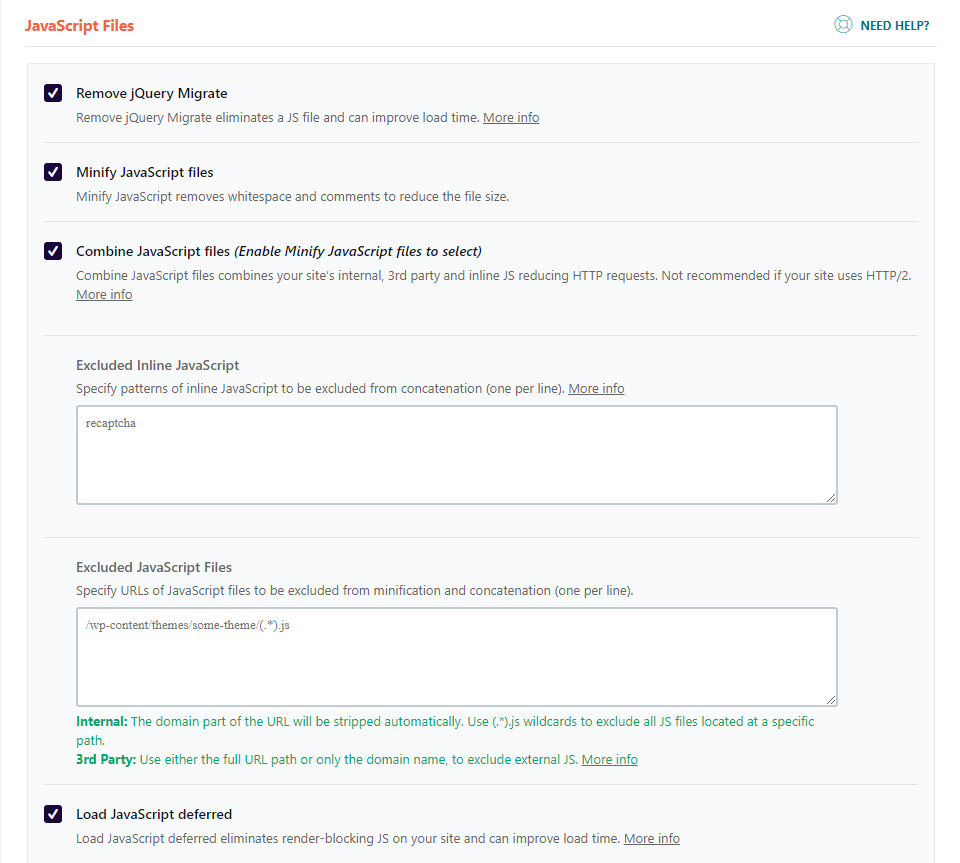 JavaScript Files
NEED HELP?
Remove jQuery Migrate
Remove jQuery Migrate eliminates a JS file and can improve load time. More info
Minify JavaScript files
Minify JavaScript removes whitespace and comments to reduce the file size.
Combine JavaScript files (Enable Minify JavaScript files to select)
Combine JavaScript files combines your site's internal, 3rd party and inline JS reducing HTTP requests. Not recommended if your site uses HTTP/2.
More info
Excluded Inline JavaScript
Specify patterns of inline JavaScript to be excluded from concatenation (one per line). More info
recaptcha
Excluded JavaScript Files
Specify URLs of JavaScript files to be excluded from minification and concatenation (one per line).
/wp-content/themes/some-theme/(.*).js
Internal: The domain part of the URL will be stripped automatically. Use (.*).js wildcards to exclude all JS files located at a specific
path.
3rd Party: Use either the full URL path or only the domain name, to exclude external JS. More info
Load JavaScript deferred
Load JavaScript deferred eliminates render-blocking JS on your site and can improve load time. More info